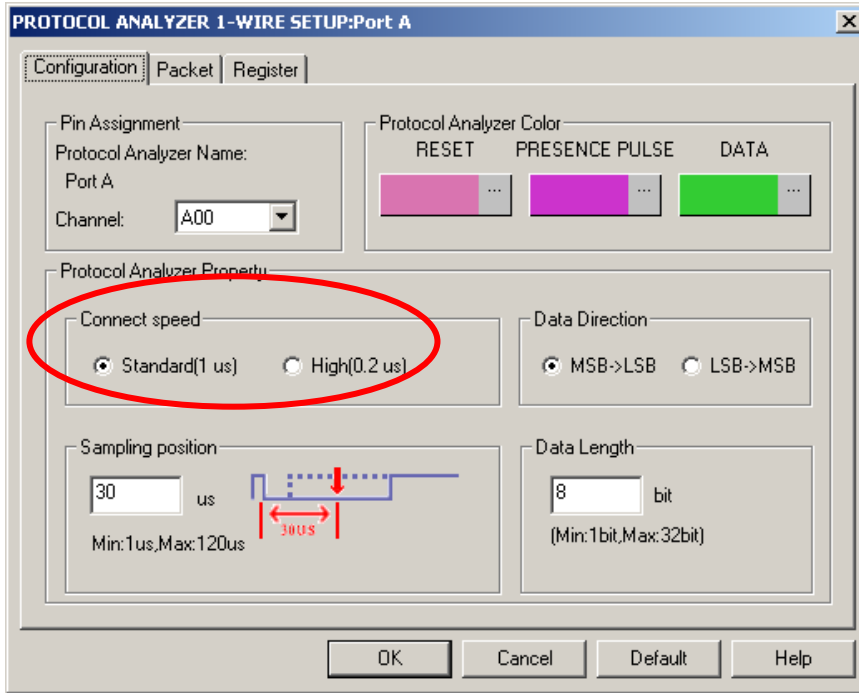 PROTOCOL ANALYZER 1-WIRE SETUP:Port A
Configuration Packet Register
Pin Assignment
Protocol Analyzer Name:
Port A
Channel: A00
Protocol Analyzer Color
RESET PRESENCE PULSE DATA
... ... ...
Protocol Analyzer Property
Connect speed
Standard(1 us) High(0.2 us)
Data Direction
MSB->LSB LSB->MSB
Sampling position
30 us
30US
Min:1us,Max:120us
Data Length
8 bit
(Min:1bit,Max:32bit)
OK Cancel Default Help